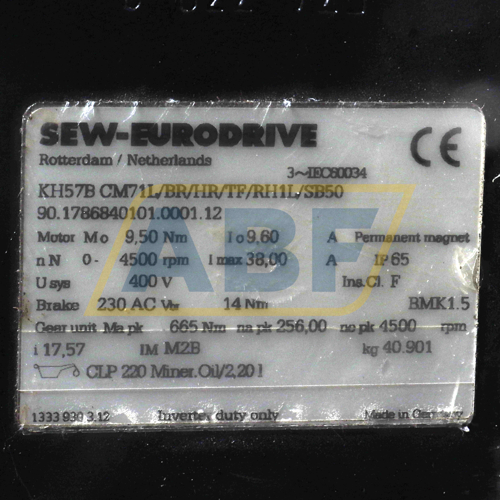 SEW-EURODRIVE
Rotterdam / Netherlands
CE
3~IEC60034
KH57B CM71L/BR/HR/TF/RH1L/SB50
90.1786840101.0001.12
Motor Mo 9,50 Nm Io 9,60 A Permanent magnet
n N 0- 4500 rpm I max 38,00 A IP 65
U sys 400 V Ins.Cl. F
Brake 230 AC Vbr 14 Nm BMK1.5
Gear unit Ma pk 665 Nm na pk 256,00 ne pk 4500 rpm
i 17,57 IM M2B kg 40.901
CLP 220 Miner.Oil/2,20 l
1333 930 3.12 Inverter duty only Made in Germany
ABF